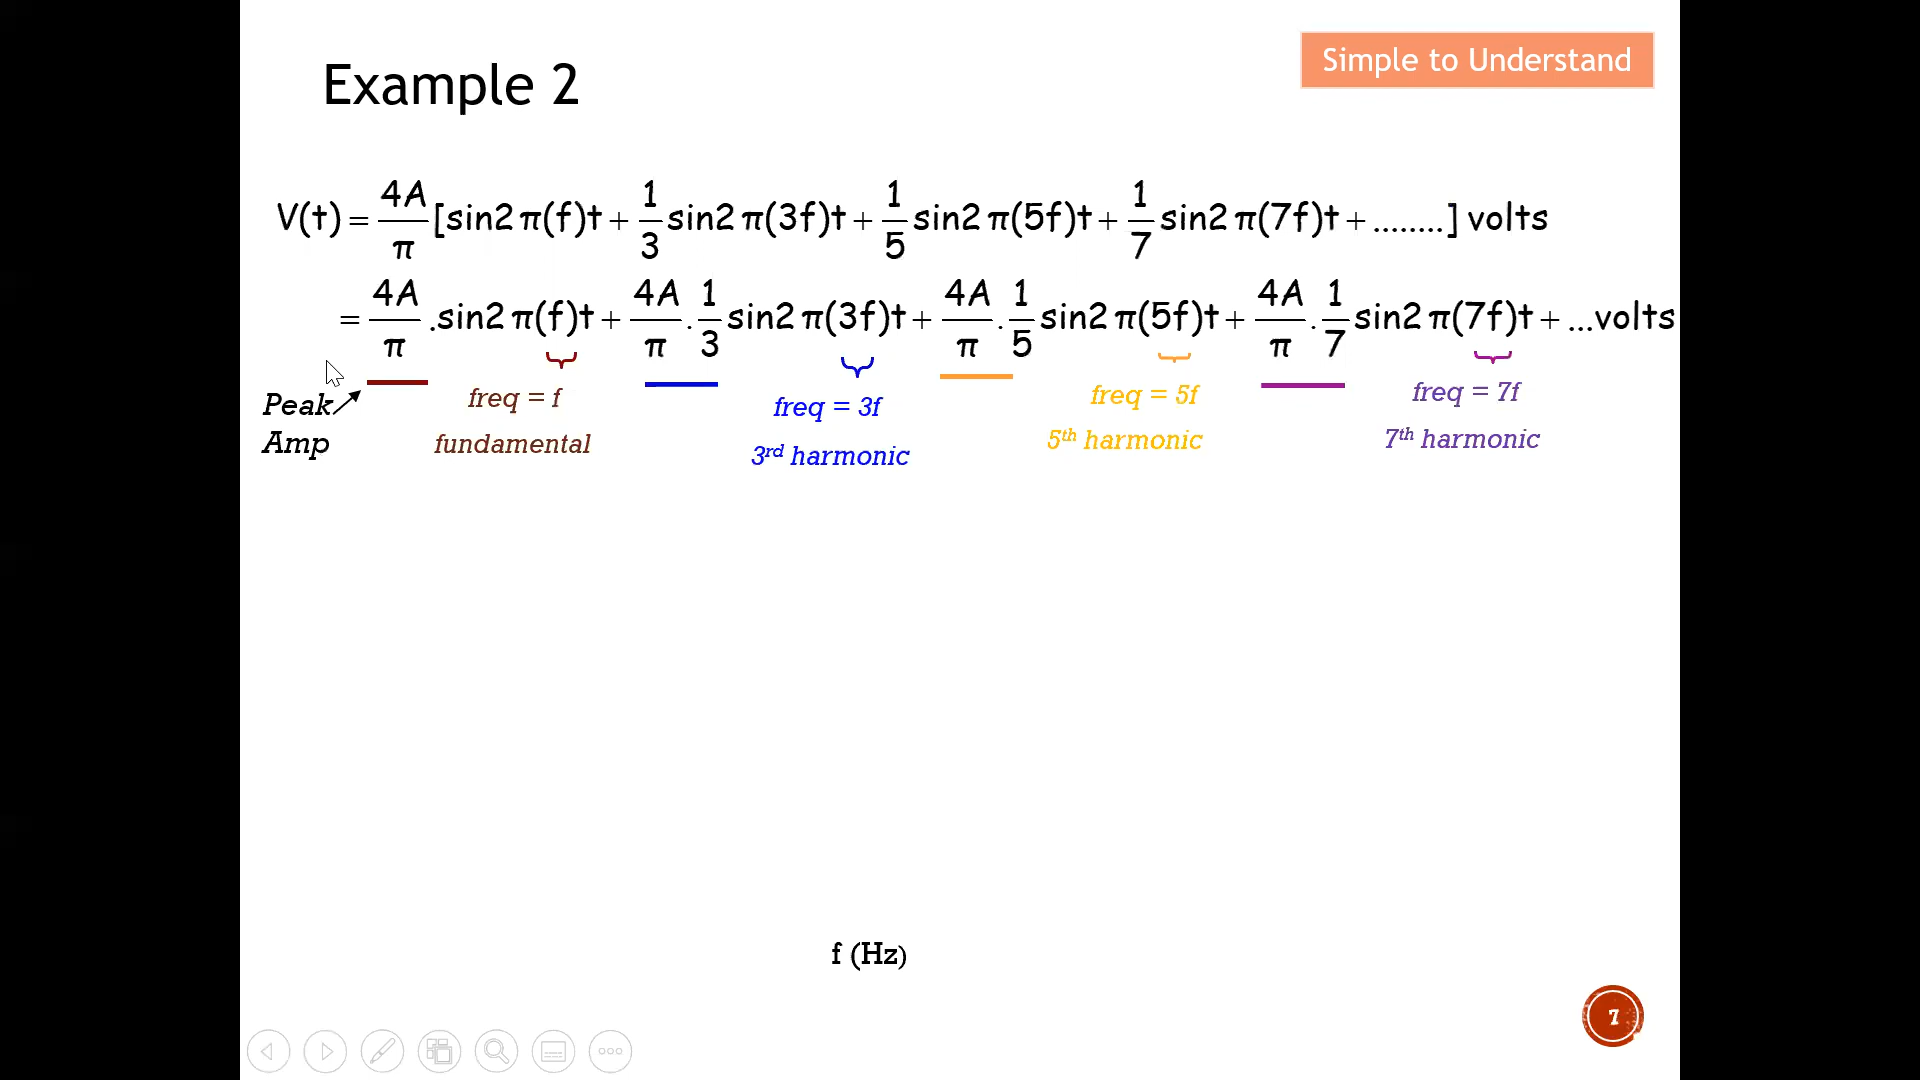 Simple to Understand
Example 2
V(t) = 4A/π [sin2π(f)t + 1/3 sin2π(3f)t + 1/5 sin2π(5f)t + 1/7 sin2π(7f)t + ........] volts
= 4A/π .sin2π(f)t + 4A/π . 1/3 sin2π(3f)t + 4A/π . 1/5 sin2π(5f)t + 4A/π . 1/7 sin2π(7f)t + ...volts
Peak
Amp
freq = f
fundamental
freq = 3f
3rd harmonic
freq = 5f
5th harmonic
freq = 7f
7th harmonic
f (Hz)
7